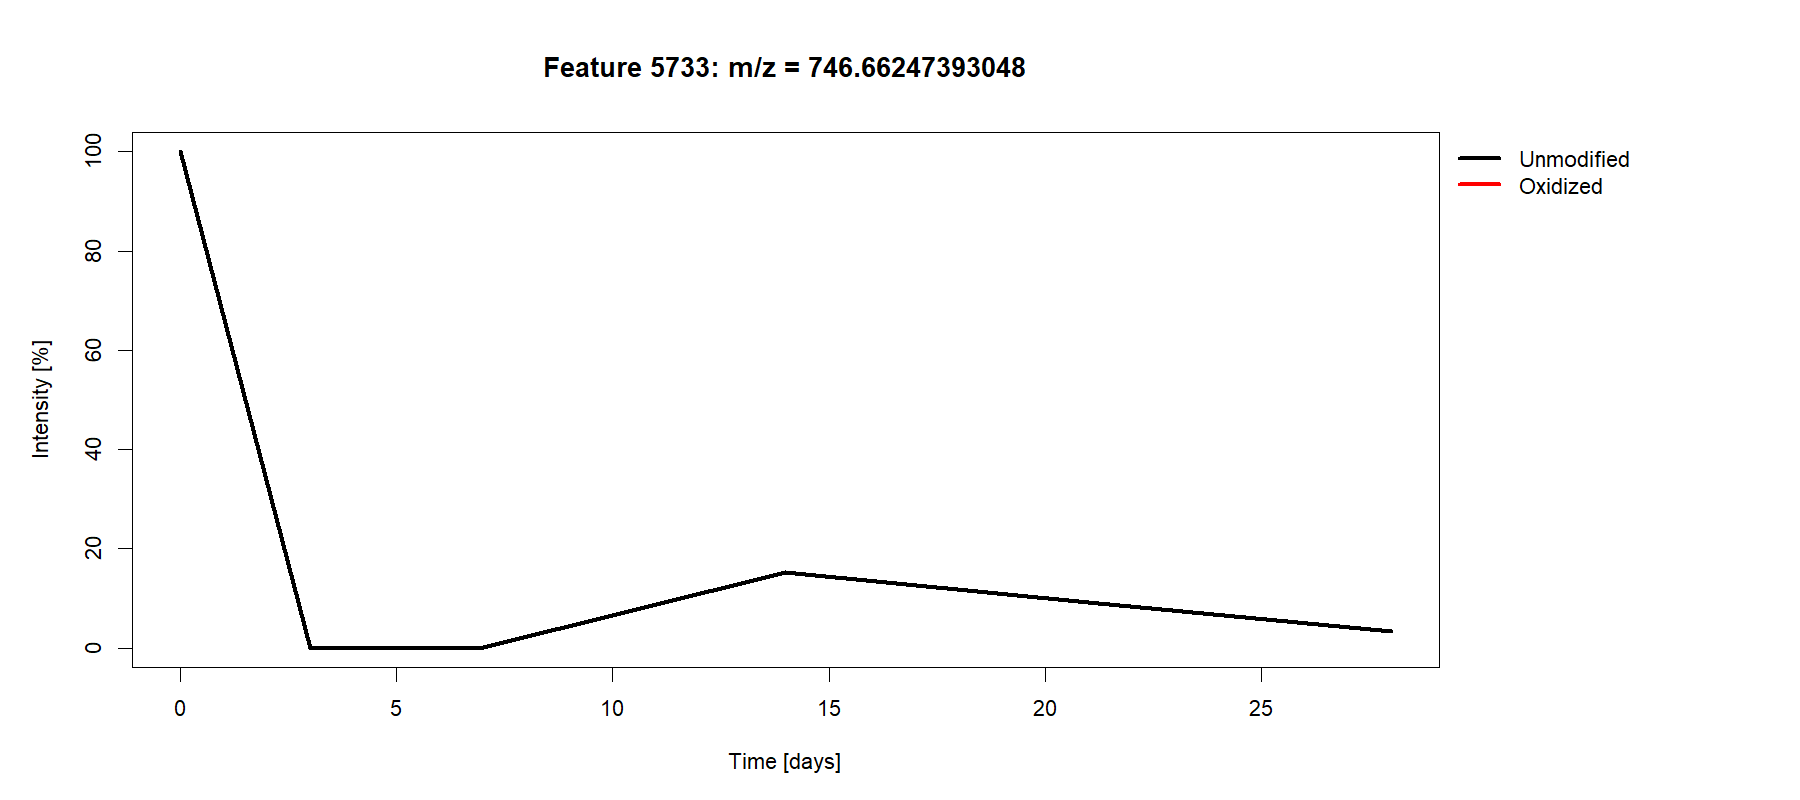 Feature 5733: m/z = 746.66247393048
Unmodified
Oxidized
Intensity [%]
100
80
60
40
20
0
0 5 10 15 20 25
Time [days]